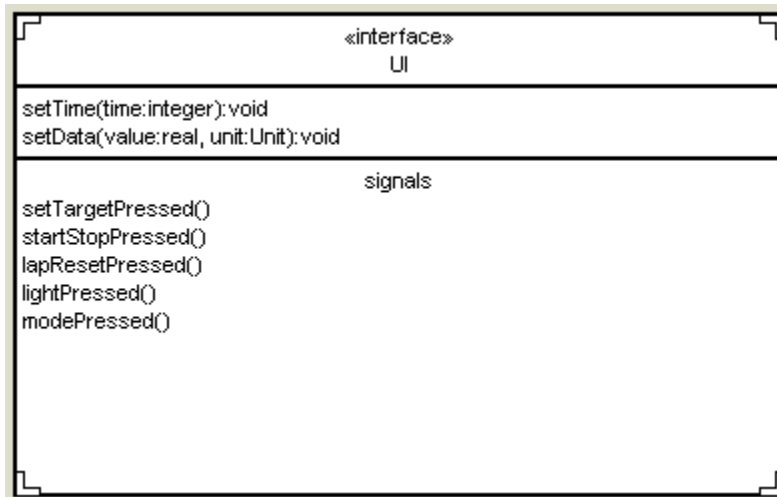 «interface»
UI
setTime(time:integer):void
setData(value:real, unit:Unit):void
signals
setTargetPressed()
startStopPressed()
lapResetPressed()
lightPressed()
modePressed()